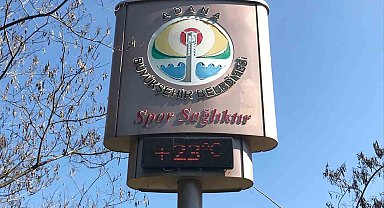 ADANA
BÜYÜKŞEHİR BELEDİYESİ
Spor Sağlıktır
+23°C